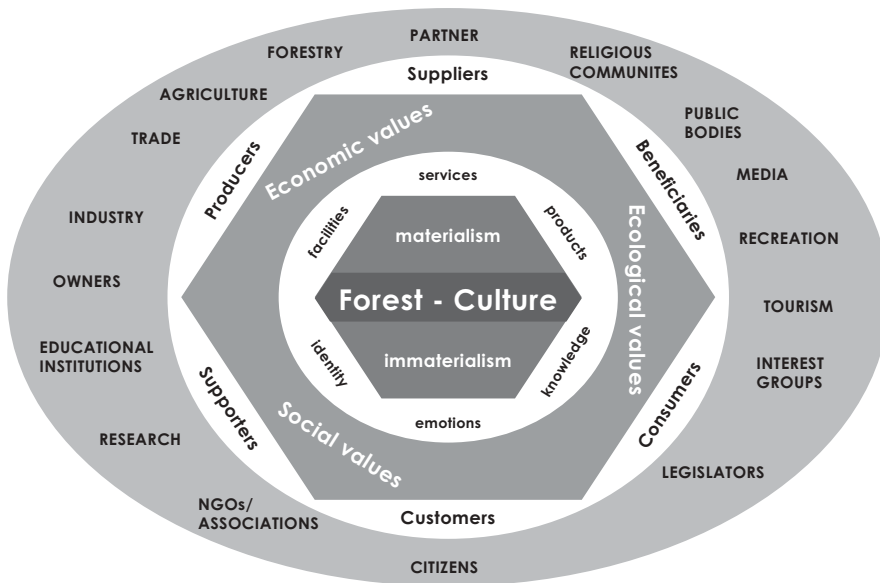 PARTNER
FORESTRY
RELIGIOUS
COMMUNITES
Suppliers
AGRICULTURE
PUBLIC
BODIES
TRADE
Economic values
Producers
Beneficiaries
MEDIA
services
facilities
products
INDUSTRY
materialism
Ecological values
RECREATION
OWNERS
Forest - Culture
TOURISM
EDUCATIONAL
INSTITUTIONS
identity
immaterialism
knowledge
INTEREST
GROUPS
Supporters
emotions
Consumers
RESEARCH
Social values
LEGISLATORS
NGOs/
ASSOCIATIONS
Customers
CITIZENS